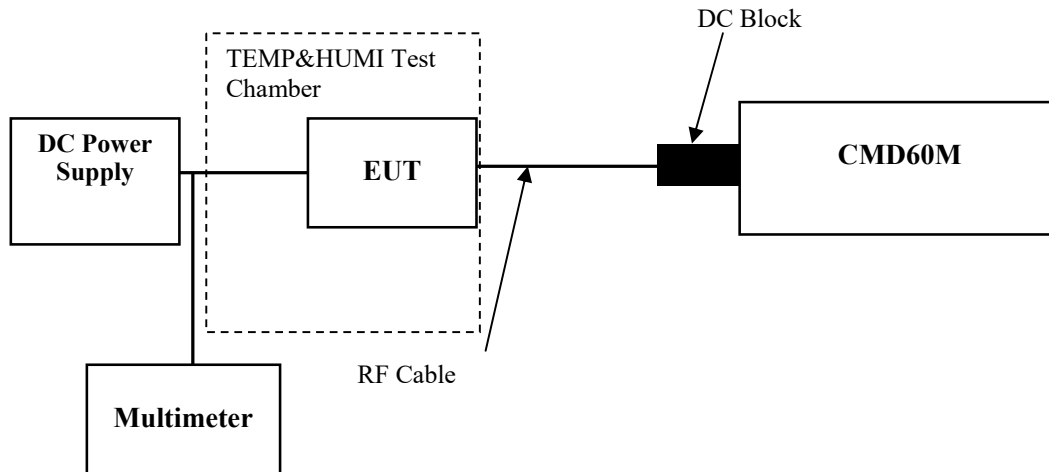 DC Block
TEMP&HUMI Test
Chamber
DC Power
Supply
EUT
CMD60M
RF Cable
Multimeter